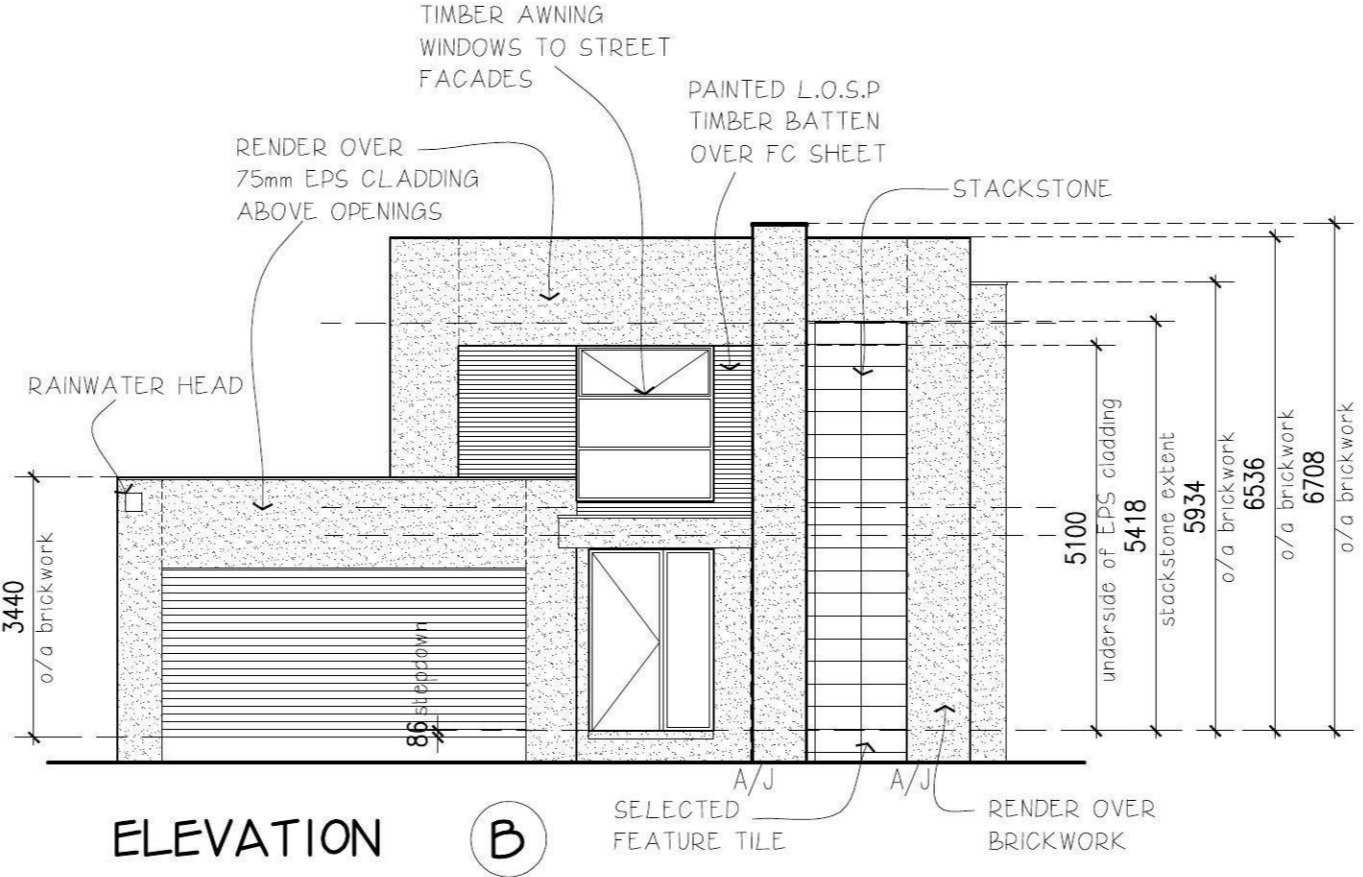 TIMBER AWNING
WINDOWS TO STREET
FACADES
PAINTED L.O.S.P
TIMBER BATTEN
OVER FC SHEET
RENDER OVER
75mm EPS CLADDING
ABOVE OPENINGS
STACKSTONE
RAINWATER HEAD
3440
o/a brickwork
86 stepdown
5100
underside of EPS cladding
5418
stackstone extent
5934
o/a brickwork
6536
o/a brickwork
6708
o/a brickwork
A/J
A/J
SELECTED
FEATURE TILE
RENDER OVER
BRICKWORK
ELEVATION B